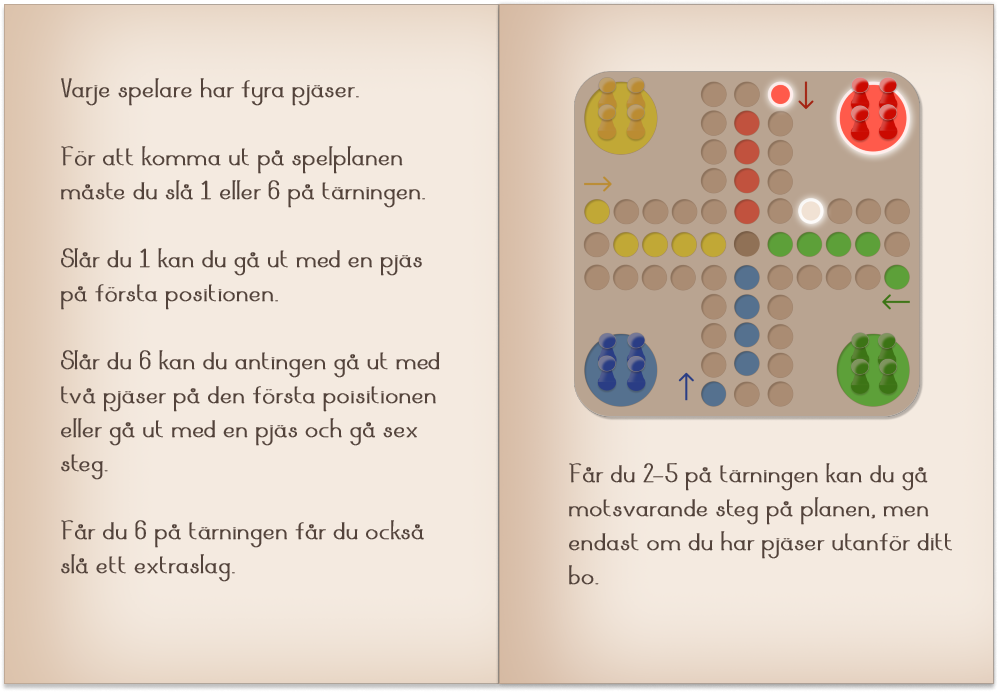 Varje spelare har fyra pjäser.
För att komma ut på spelplanen
måste du slå 1 eller 6 på tärningen.
Slår du 1 kan du gå ut med en pjäs
på första positionen.
Slår du 6 kan du antingen gå ut med
två pjäser på den första poisitionen
eller gå ut med en pjäs och gå sex
steg.
Får du 6 på tärningen får du också
slå ett extraslag.
Får du 2-5 på tärningen kan du gå
motsvarande steg på planen, men
endast om du har pjäser utanför ditt
bo.